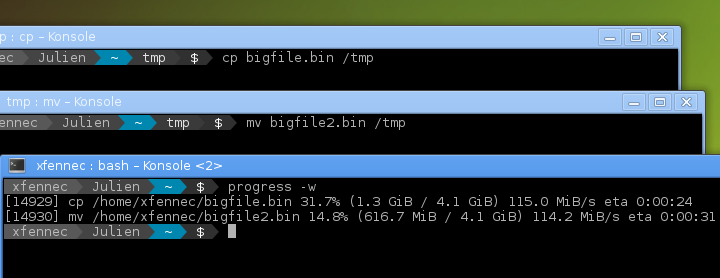 p : cp – Konsole
ec Julien ~ tmp $ cp bigfile.bin /tmp
tmp : mv – Konsole
ennec Julien ~ tmp $ mv bigfile2.bin /tmp
xfennec : bash – Konsole <2>
xfennec Julien ~ $ progress -w
[14929] cp /home/xfennec/bigfile.bin 31.7% (1.3 GiB / 4.1 GiB) 115.0 MiB/s eta 0:00:24
[14930] mv /home/xfennec/bigfile2.bin 14.8% (616.7 MiB / 4.1 GiB) 114.2 MiB/s eta 0:00:31
xfennec Julien ~ $